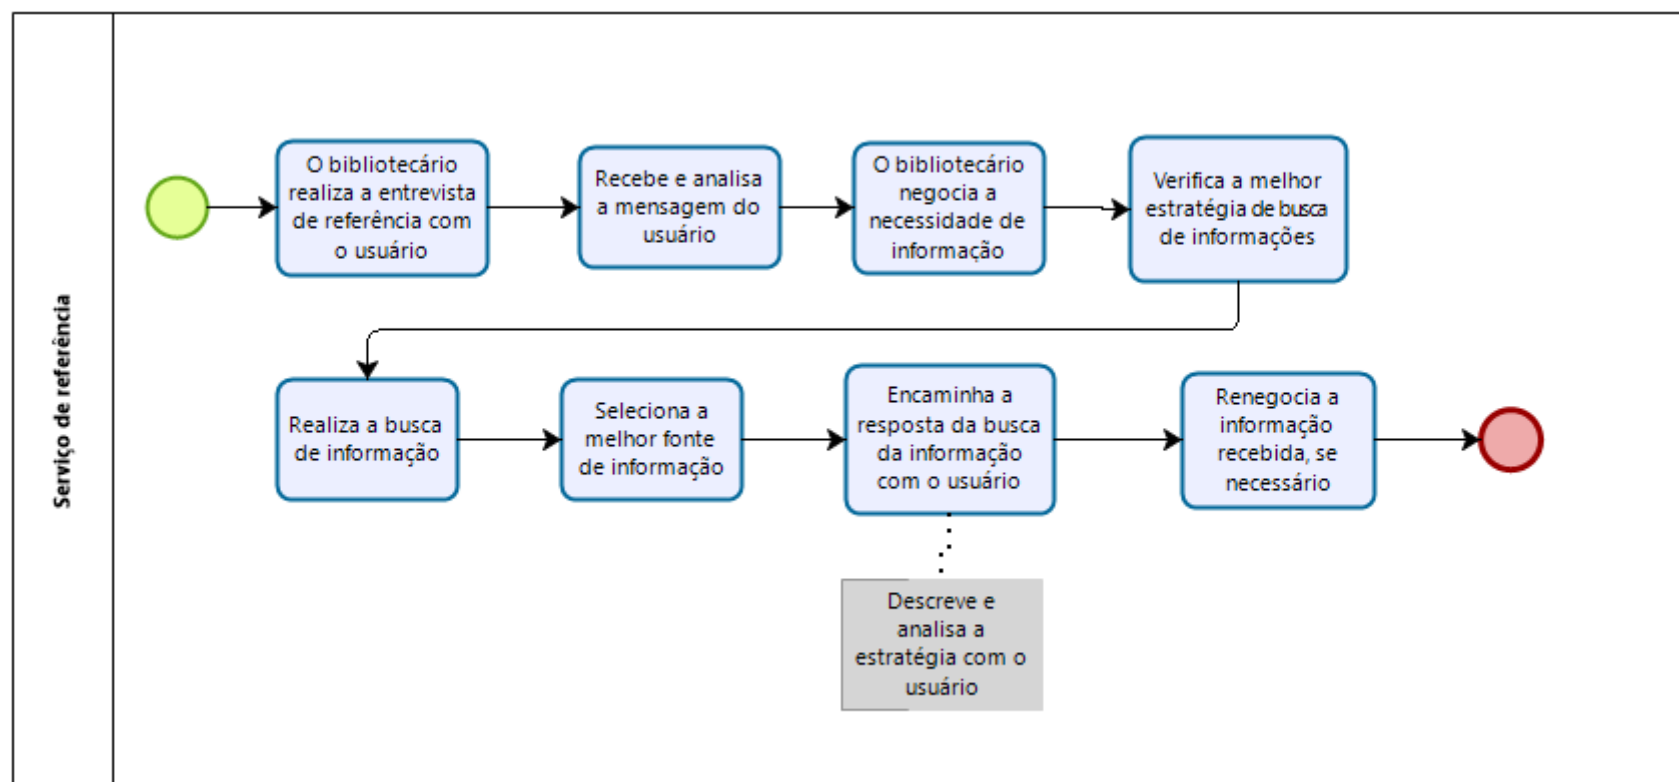 Serviço de referência
O bibliotecário
realiza a entrevista
de referência com
o usuário
Recebe e analisa
a mensagem do
usuário
O bibliotecário
negocia a
necessidade de
informação
Verifica a melhor
estratégia de busca
de informações
Realiza a busca
de informação
Seleciona a
melhor fonte
de informação
Encaminha a
resposta da busca
da informação
com o usuário
Renegocia a
informação
recebida, se
necessário
Descreve e
analisa a
estratégia com o
usuário